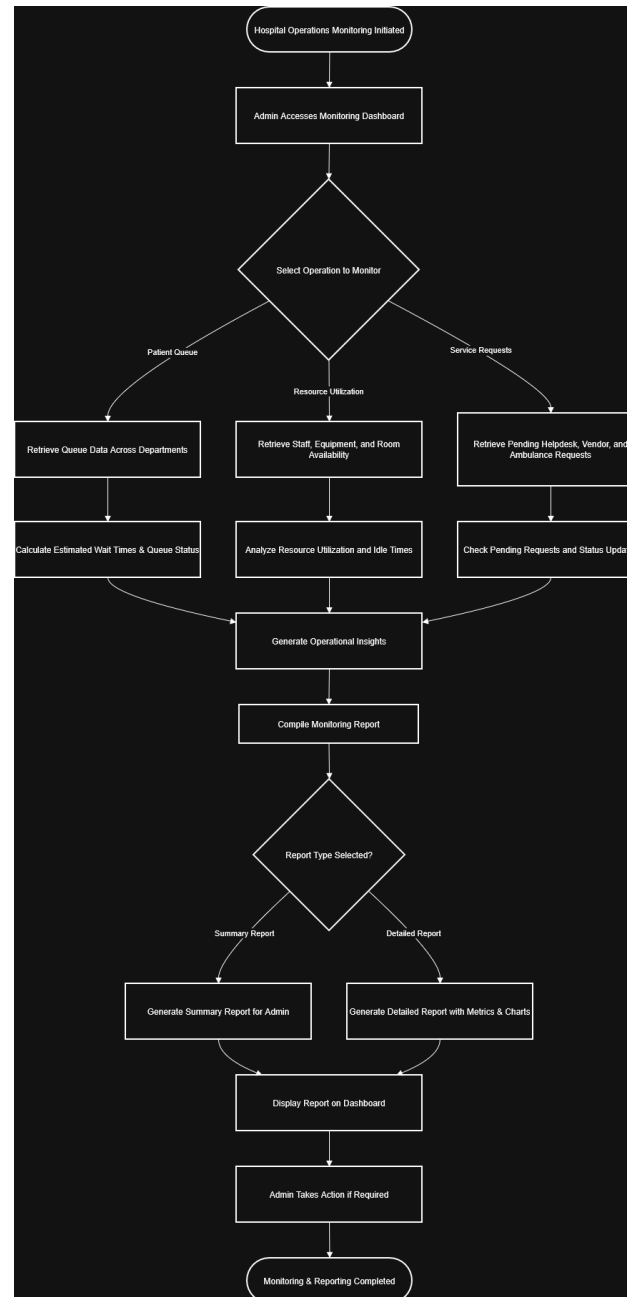 Hospital Operations Monitoring Initiated
Admin Accesses Monitoring Dashboard
Select Operation to Monitor
Patient Queue
Service Requests
Resource Utilization
Retrieve Queue Data Across Departments
Retrieve Staff, Equipment, and Room
Availability
Retrieve Pending Helpdesk, Vendor, and
Ambulance Requests
Calculate Estimated Wait Times & Queue Status
Analyze Resource Utilization and Idle Times
Check Pending Requests and Status
Generate Operational Insights
Compile Monitoring Report
Report Type Selected?
Summary Report
Detailed Report
Generate Summary Report for Admin
Generate Detailed Report with Metrics & Charts
Display Report on Dashboard
Admin Takes Action if Required
Monitoring & Reporting Completed